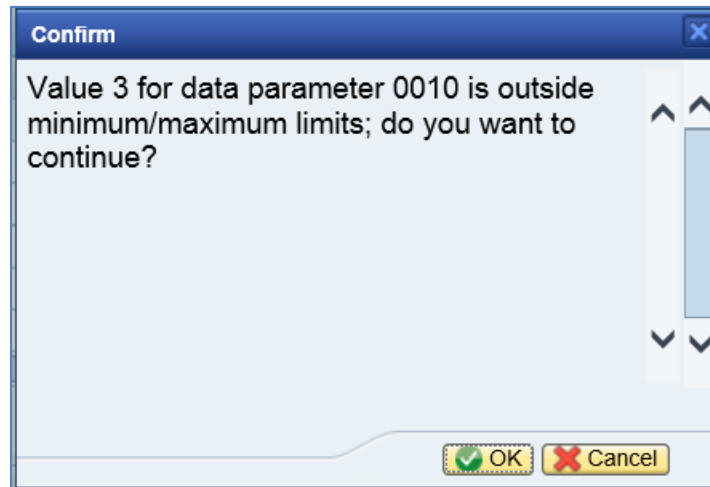 Confirm
Value 3 for data parameter 0010 is outside
minimum/maximum limits; do you want to
continue?
OK Cancel